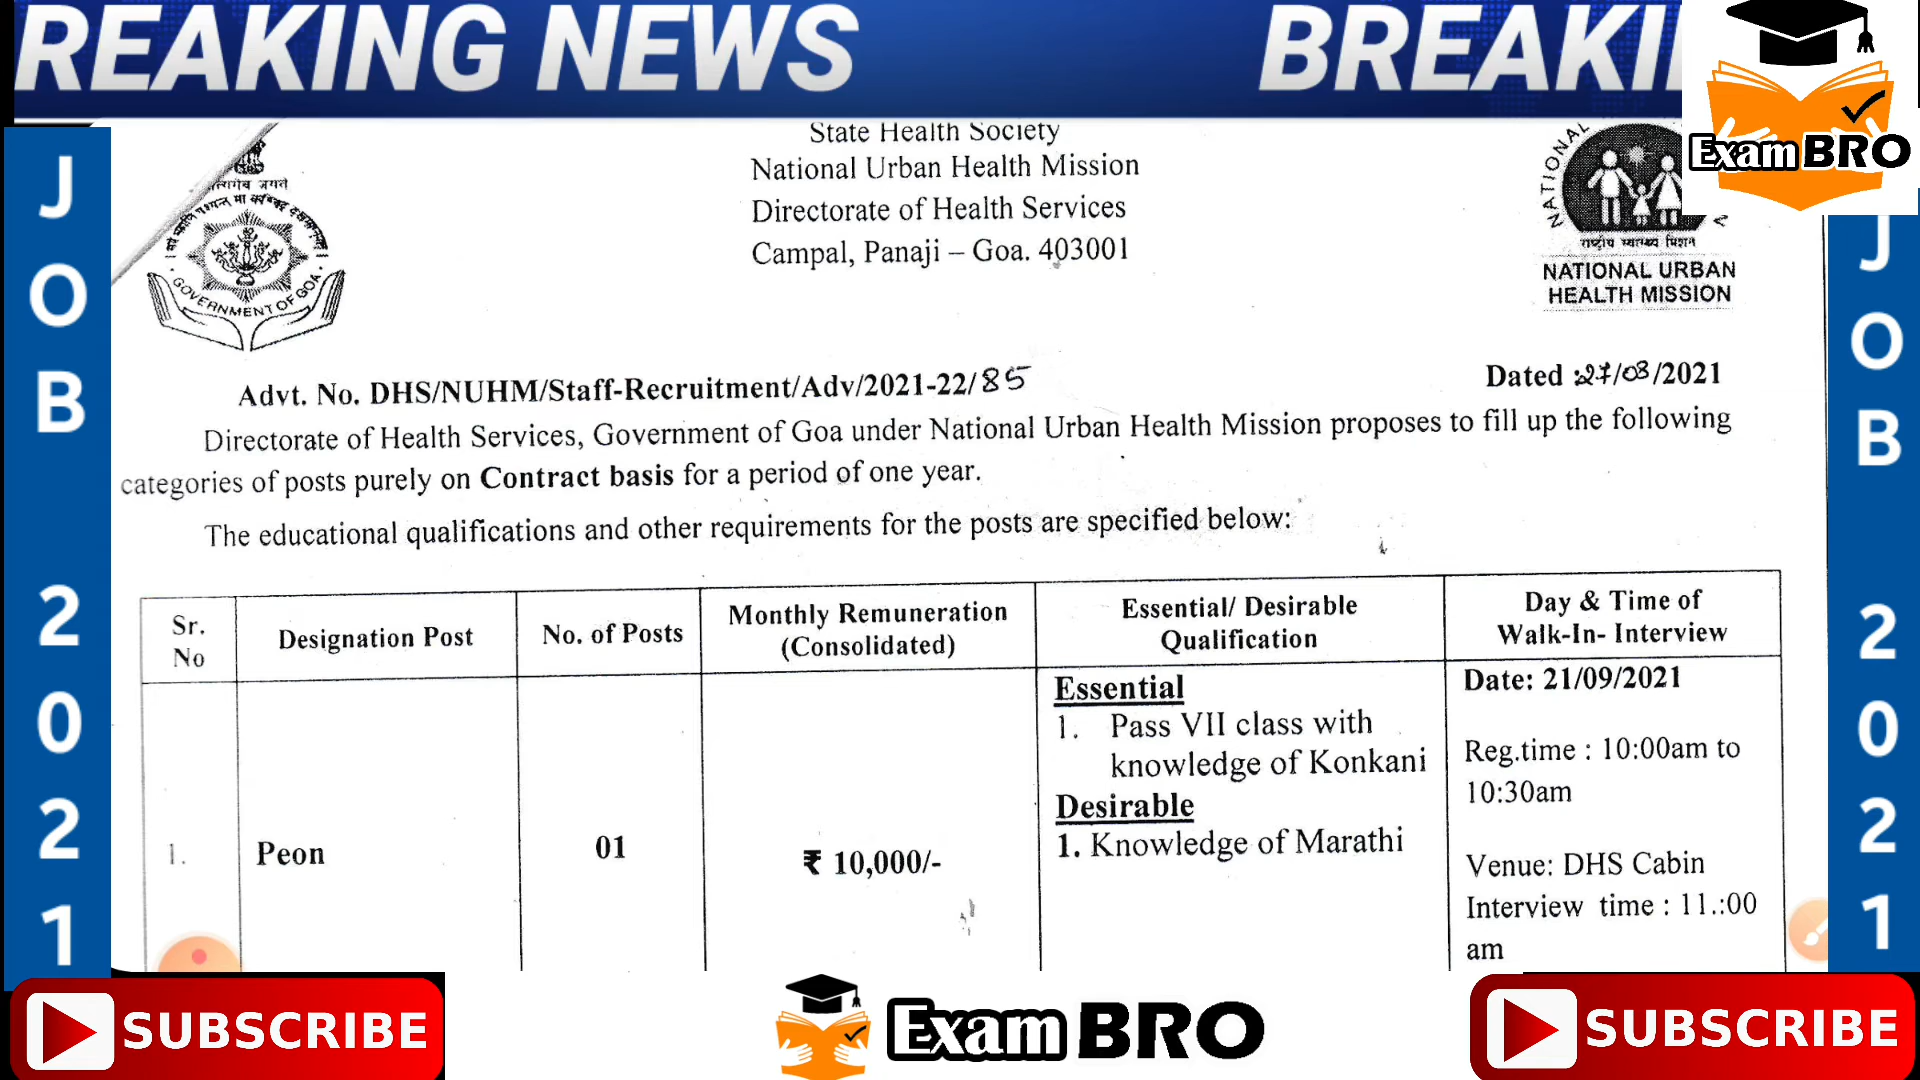 REAKING NEWS
BREAKI
Exam BRO
JOB 2021
JOB 2021
State Health Society
National Urban Health Mission
Directorate of Health Services
Campal, Panaji – Goa. 403001
GOVERNMENT OF GOA
NATIONAL
राष्ट्रीय स्वास्थ्य मिशन
NATIONAL URBAN
HEALTH MISSION
Advt. No. DHS/NUHM/Staff-Recruitment/Adv/2021-22/85
Dated :27/08/2021
Directorate of Health Services, Government of Goa under National Urban Health Mission proposes to fill up the following
categories of posts purely on Contract basis for a period of one year.
The educational qualifications and other requirements for the posts are specified below:
Sr. No
Designation Post
No. of Posts
Monthly Remuneration
(Consolidated)
Essential/ Desirable
Qualification
Day & Time of
Walk-In- Interview
1.
Peon
01
₹ 10,000/-
Essential
1. Pass VII class with
knowledge of Konkani
Desirable
1. Knowledge of Marathi
Date: 21/09/2021
Reg.time : 10:00am to
10:30am
Venue: DHS Cabin
Interview time : 11.:00
am
SUBSCRIBE
Exam BRO
SUBSCRIBE